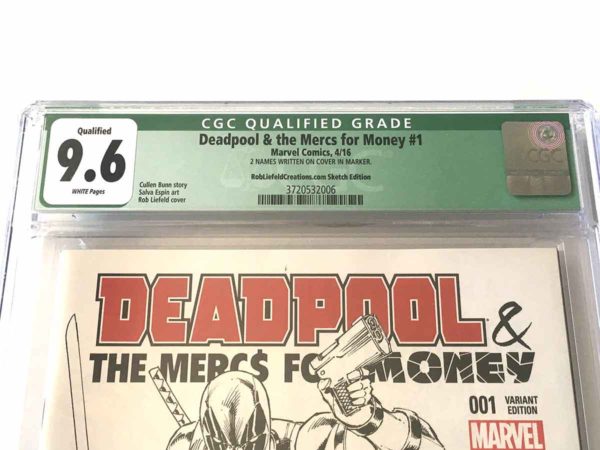 CGC QUALIFIED GRADE
Qualified
9.6
WHITE Pages
Deadpool & the Mercs for Money #1
Marvel Comics, 4/16
2 NAMES WRITTEN ON COVER IN MARKER.
Cullen Bunn story
Salva Espin art
Rob Liefeld cover
RobLiefeldCreations.com Sketch Edition
3720532006
CGC
DEADPOOL &
THE MERC$ FO MONEY
001 VARIANT EDITION
MARVEL